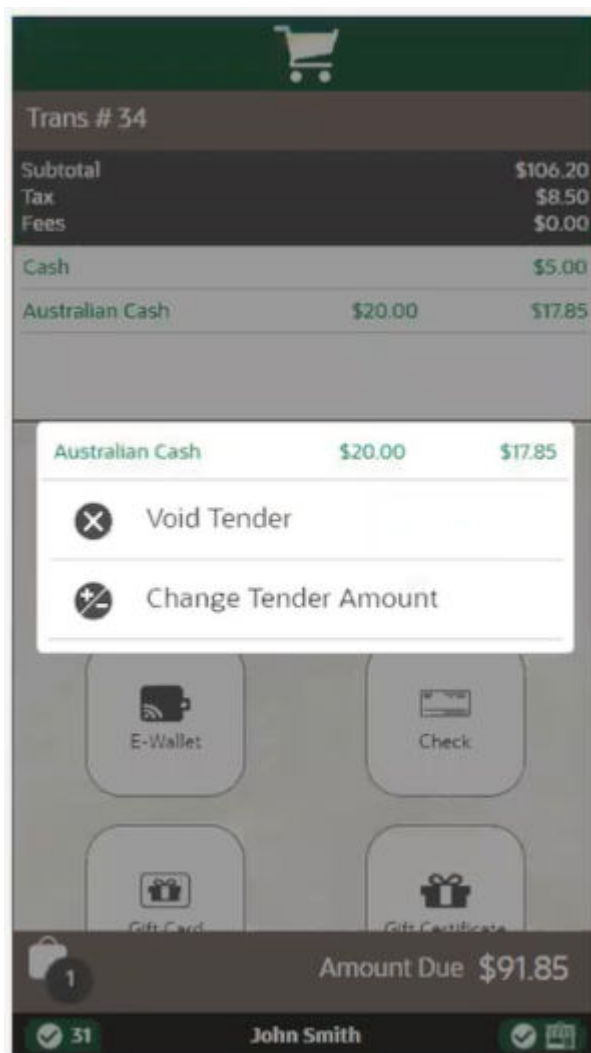 Trans # 34
Subtotal $106.20
Tax $8.50
Fees $0.00
Cash $5.00
Australian Cash $20.00 $17.85
Australian Cash $20.00 $17.85
Void Tender
Change Tender Amount
E-Wallet Check
Gift Card Gift Certificate
1 Amount Due $91.85
31 John Smith